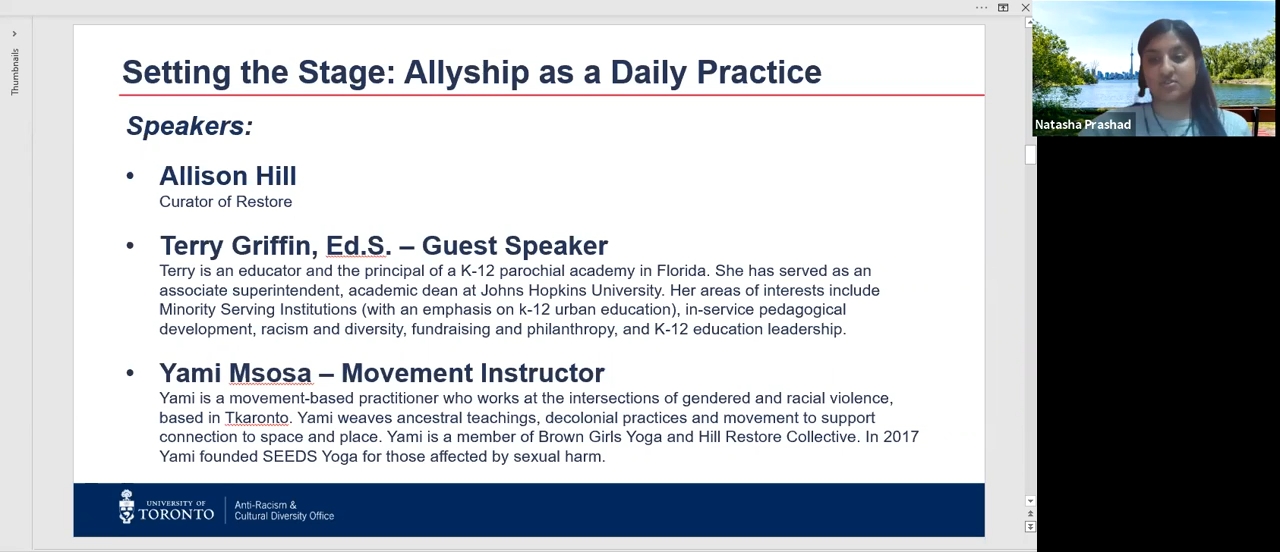 Thumbnails
Setting the Stage: Allyship as a Daily Practice
Speakers:
• Allison Hill
Curator of Restore
• Terry Griffin, Ed.S. – Guest Speaker
Terry is an educator and the principal of a K-12 parochial academy in Florida. She has served as an
associate superintendent, academic dean at Johns Hopkins University. Her areas of interests include
Minority Serving Institutions (with an emphasis on k-12 urban education), in-service pedagogical
development, racism and diversity, fundraising and philanthropy, and K-12 education leadership.
• Yami Msosa – Movement Instructor
Yami is a movement-based practitioner who works at the intersections of gendered and racial violence,
based in Tkaronto. Yami weaves ancestral teachings, decolonial practices and movement to support
connection to space and place. Yami is a member of Brown Girls Yoga and Hill Restore Collective. In 2017
Yami founded SEEDS Yoga for those affected by sexual harm.
UNIVERSITY OF
TORONTO
Anti-Racism &
Cultural Diversity Office
Natasha Prashad